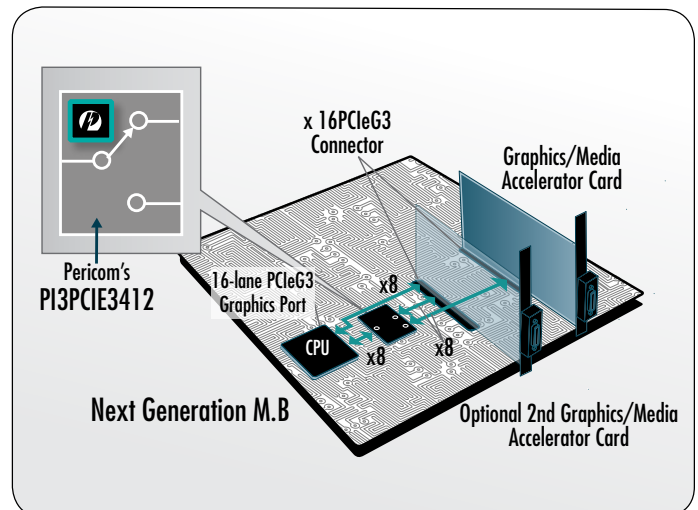 x 16PCIeG3
Connector
Graphics/Media
Accelerator Card
Pericom's
PI3PCIE3412
16-lane PCIeG3
Graphics Port
x8
CPU
x8
x8
Next Generation M.B
Optional 2nd Graphics/Media
Accelerator Card